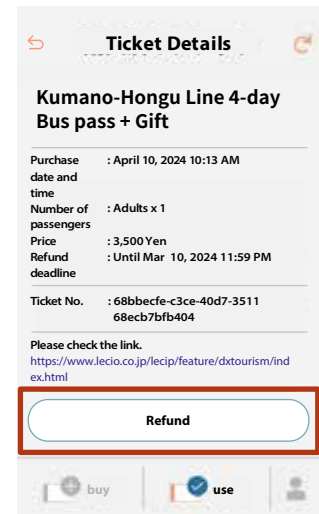 Ticket Details
Kumano-Hongu Line 4-day
Bus pass + Gift
Purchase : April 10, 2024 10:13 AM
date and
time
Number of : Adults x 1
passengers
Price : 3,500 Yen
Refund : Until Mar 10, 2024 11:59 PM
deadline
Ticket No. : 68bbecfe-c3ce-40d7-3511
68ecb7bfb404
Please check the link.
https://www.lecio.co.jp/lecip/feature/dxtourism/ind
ex.html
Refund
buy use